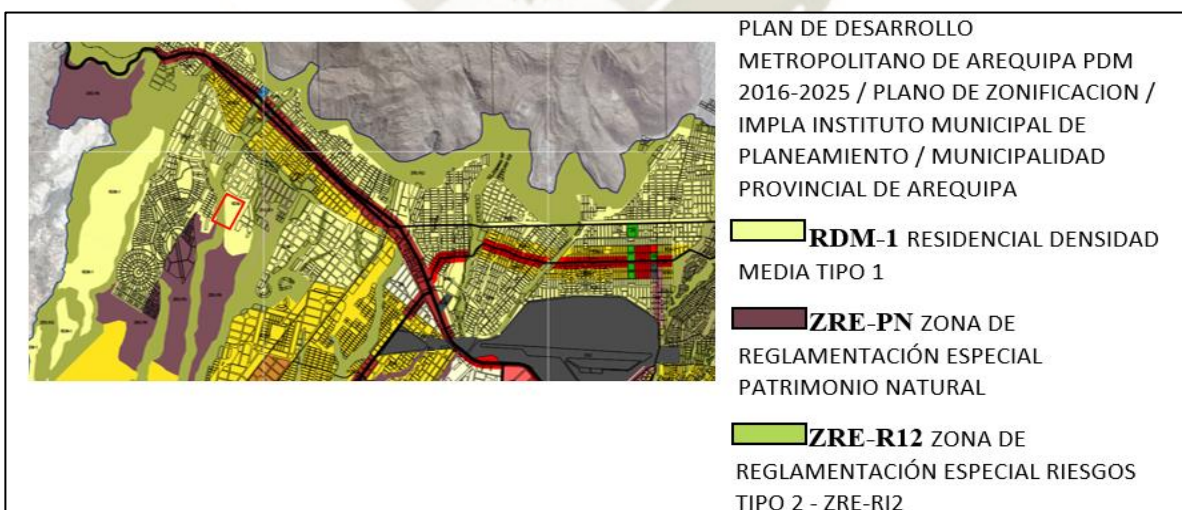 PLAN DE DESARROLLO
METROPOLITANO DE AREQUIPA PDM
2016-2025 / PLANO DE ZONIFICACION /
IMPLA INSTITUTO MUNICIPAL DE
PLANEAMIENTO / MUNICIPALIDAD
PROVINCIAL DE AREQUIPA
RDM-1 RESIDENCIAL DENSIDAD
MEDIA TIPO 1
ZRE-PN ZONA DE
REGLAMENTACIÓN ESPECIAL
PATRIMONIO NATURAL
ZRE-R12 ZONA DE
REGLAMENTACIÓN ESPECIAL RIESGOS
TIPO 2 - ZRE-RI2